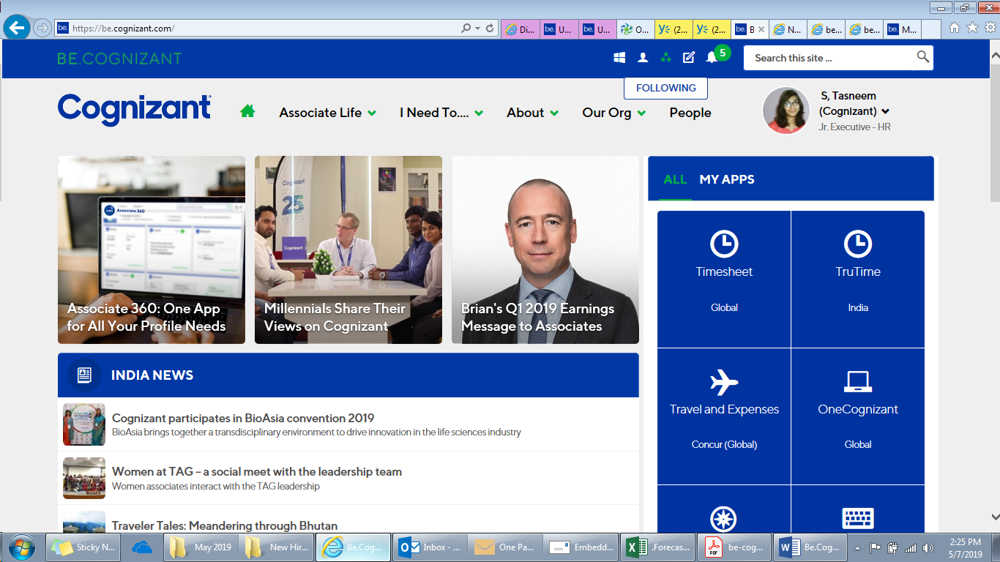 https://be.cognizant.com/
Di...
U...
U...
O...
(2...
(2...
B
N...
be...
be...
M...
BE.COGNIZANT
5
Search this site ...
FOLLOWING
Cognizant
Associate Life
I Need To....
About
Our Org
People
S, Tasneem
(Cognizant)
Jr. Executive - HR
Associate 360
Associate 360: One App
for All Your Profile Needs
Cognizant
25
YEARS
Cognizant
Millennials Share Their
Views on Cognizant
Brian's Q1 2019 Earnings
Message to Associates
ALL MY APPS
Timesheet
Global
TruTime
India
Travel and Expenses
Concur (Global)
OneCognizant
Global
INDIA NEWS
Cognizant participates in BioAsia convention 2019
BioAsia brings together a transdisciplinary environment to drive innovation in the life sciences industry
Women at TAG – a social meet with the leadership team
Women associates interact with the TAG leadership
Traveler Tales: Meandering through Bhutan
Sticky N...
May 2019
New Hir...
Be.Cog...
Inbox - ...
One Pa...
Embedd...
.Forecas...
be-cog...
Be.Cog...
2:25 PM
5/7/2019